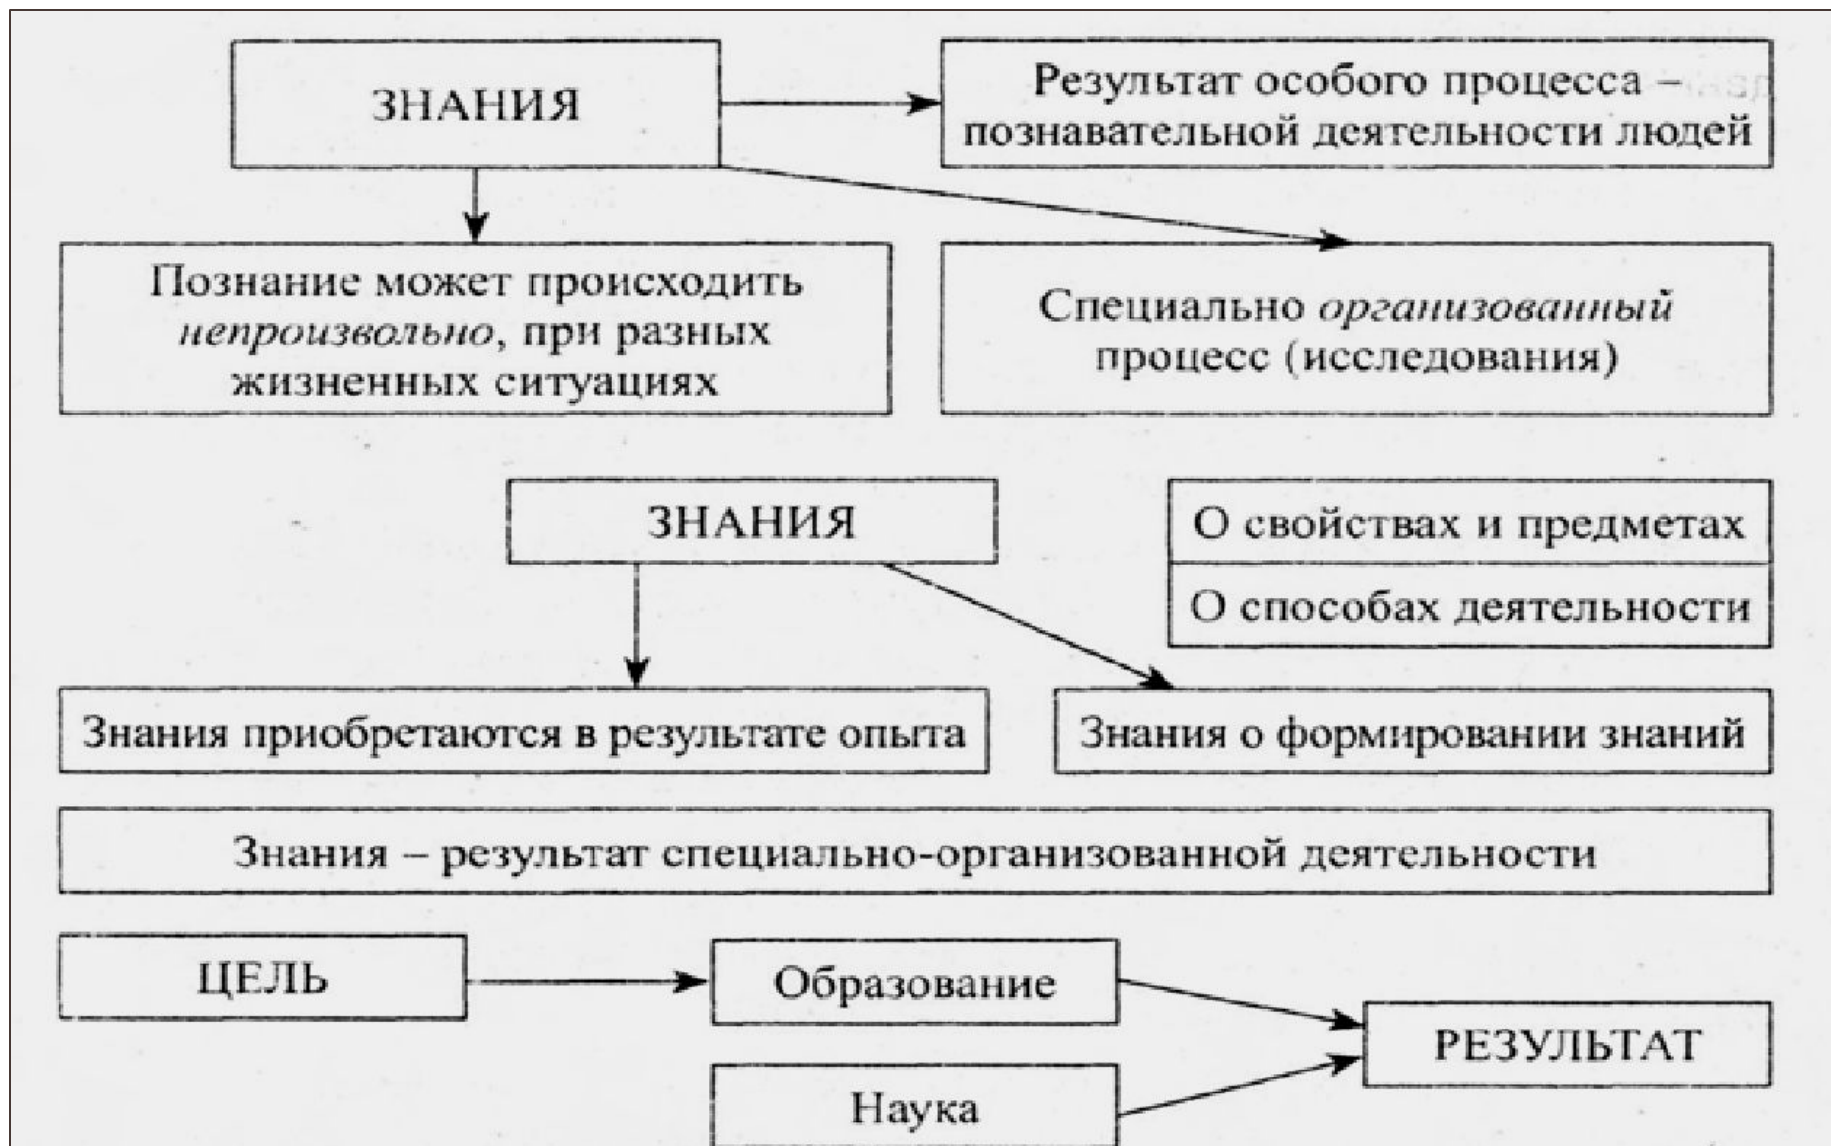 ЗНАНИЯ
Результат особого процесса –
познавательной деятельности людей
Познание может происходить
непроизвольно, при разных
жизненных ситуациях
Специально организованный
процесс (исследования)
ЗНАНИЯ
О свойствах и предметах
О способах деятельности
Знания приобретаются в результате опыта
Знания о формировании знаний
Знания – результат специально-организованной деятельности
ЦЕЛЬ
Образование
РЕЗУЛЬТАТ
Наука